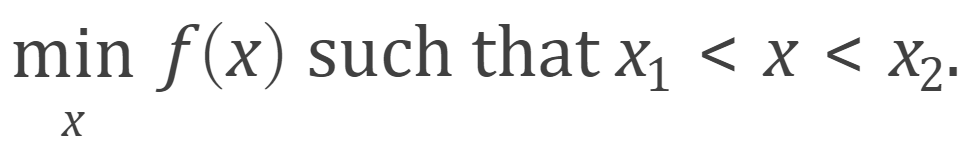 min f(x) such that x₁ < x < x₂.
x